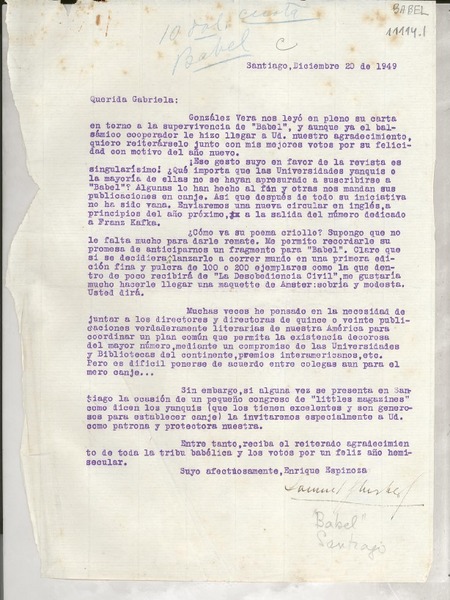 BABEL
11114.1
Babel
C
Santiago,Diciembre 20 de 1949
Querida Gabriela:
González Vera nos leyó en pleno su carta
en torno a la supervivencia de "Babel", y aunque ya el bal-
sámico cooperador le hizo llegar a Ud. nuestro agradecimiento,
quiero reiterárselo junto con mis mejores votos por su felici-
dad con motivo del año nuevo.
¡Ese gesto suyo en favor de la revista es
singularísimo! ¿Qué importa que las Universidades yanquis o
la mayoría de ellas no se hayan apresurado a suscribirse a
"Babel"? Algunas lo han hecho al fín y otras nos mandan sus
publicaciones en canje. Así que después de todo su iniciativa
no ha sido vana. Enviaremos una nueva circular en inglés,a
principios del año próximo, a la salida del número dedicado
a Franz Kafka.
¿Cómo va su poema criollo? Supongo que no
le falta mucho para darle remate. Me permito recordarle su
promesa de anticiparnos un fragmento para "Babel". Claro que
si se decidiera lanzarlo a correr mundo en una primera edi-
ción fina y pulcra de 100 o 200 ejemplares como la que den-
tro de poco recibirá de "La Desobediencia Civil",me gustaría
mucho hacerle llegar una maquette de Amster:sobria y modesta.
Usted dirá.
Muchas veces he pensado en la necesidad de
juntar a los directores y directoras de quince o veinte publi-
caciones verdaderamente literarias de nuestra América para
coordinar un plan común que permita la existencia decorosa
del mayor número,mediante un compromiso de las Universidades
y Bibliotecas del continente,premios interamericanos,etc.
Pero es difícil ponerse de acuerdo entre colegas aun para el
mero canje...
Sin embargo,si alguna vez se presenta en San-
tiago la ocasión de un pequeño congreso de "littles magazines"
como dicen los yanquis (que los tienen excelentes y son genero-
sos para establecer canje) la invitaremos especialmente a Ud.
como patrona y protectora nuestra.
Entre tanto,reciba el reiterado agradecimien-
to de toda la tribu babélica y los votos por un feliz año hemi-
secular.
Suyo afectúosamente, Enrique Espinoza
"Babel"
Santiago